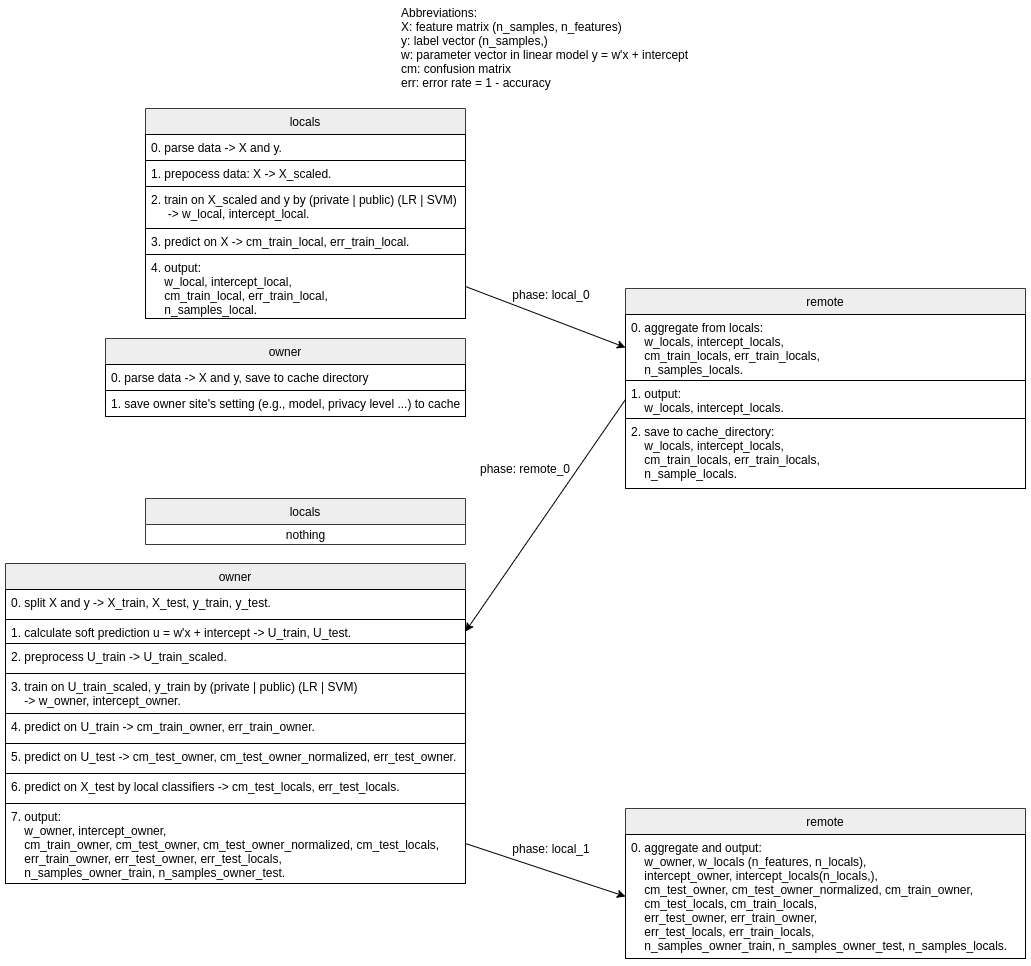 Abbreviations:
X: feature matrix (n_samples, n_features)
y: label vector (n_samples,)
w: parameter vector in linear model y = w'x + intercept
cm: confusion matrix
err: error rate = 1 - accuracy
locals
0. parse data -> X and y.
1. prepocess data: X -> X_scaled.
2. train on X_scaled and y by (private | public) (LR | SVM)
-> w_local, intercept_local.
3. predict on X -> cm_train_local, err_train_local.
4. output:
w_local, intercept_local,
cm_train_local, err_train_local,
n_samples_local.
phase: local_0
owner
0. parse data -> X and y, save to cache directory
1. save owner site's setting (e.g., model, privacy level ...) to cache
remote
0. aggregate from locals:
w_locals, intercept_locals,
cm_train_locals, err_train_locals,
n_samples_locals.
1. output:
w_locals, intercept_locals.
2. save to cache_directory:
w_locals, intercept_locals,
cm_train_locals, err_train_locals,
n_sample_locals.
phase: remote_0
locals
nothing
owner
0. split X and y -> X_train, X_test, y_train, y_test.
1. calculate soft prediction u = w'x + intercept -> U_train, U_test.
2. preprocess U_train -> U_train_scaled.
3. train on U_train_scaled, y_train by (private | public) (LR | SVM)
-> w_owner, intercept_owner.
4. predict on U_train -> cm_train_owner, err_train_owner.
5. predict on U_test -> cm_test_owner, cm_test_owner_normalized, err_test_owner.
6. predict on X_test by local classifiers -> cm_test_locals, err_test_locals.
7. output:
w_owner, intercept_owner,
cm_train_owner, cm_test_owner, cm_test_owner_normalized, cm_test_locals,
err_train_owner, err_test_owner, err_test_locals,
n_samples_owner_train, n_samples_owner_test.
phase: local_1
remote
0. aggregate and output:
w_owner, w_locals (n_features, n_locals),
intercept_owner, intercept_locals(n_locals,),
cm_test_owner, cm_test_owner_normalized, cm_train_owner,
cm_test_locals, cm_train_locals,
err_test_owner, err_train_owner,
err_test_locals, err_train_locals,
n_samples_owner_train, n_samples_owner_test, n_samples_locals.